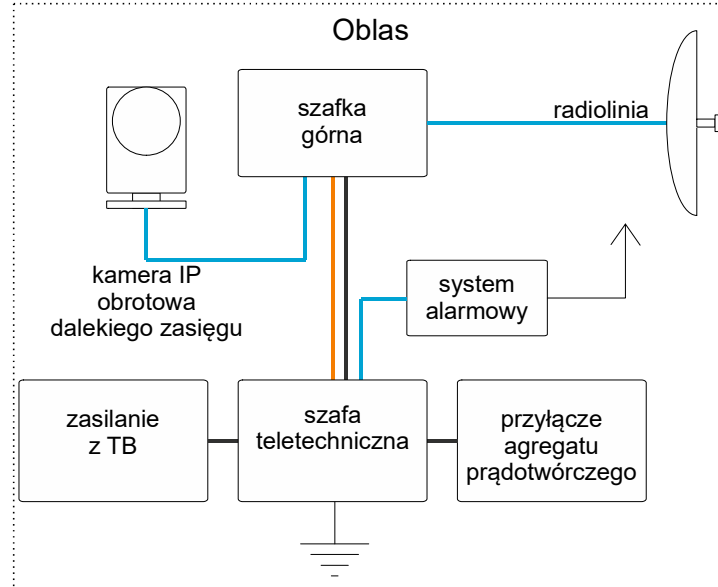 Oblas
szafka
górna
radiolinia
kamera IP
obrotowa
dalekiego zasięgu
system
alarmowy
zasilanie
z TB
szafa
teletechniczna
przyłącze
agregatu
prądotwórczego